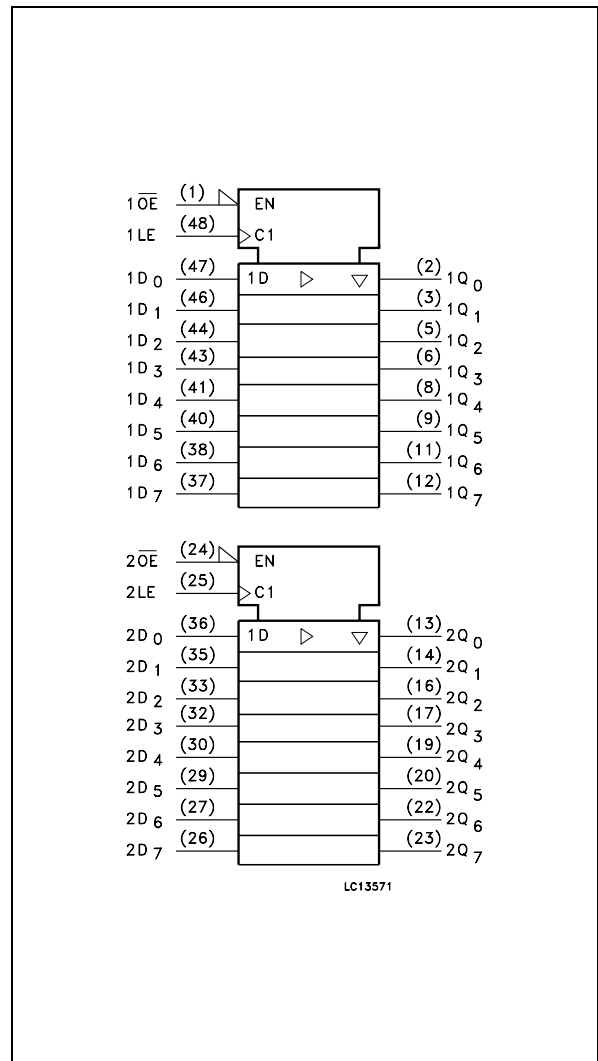 1O̅E̅ (1) EN
1LE (48) C1
1D0 (47) 1D (2) 1Q0
1D1 (46) (3) 1Q1
1D2 (44) (5) 1Q2
1D3 (43) (6) 1Q3
1D4 (41) (8) 1Q4
1D5 (40) (9) 1Q5
1D6 (38) (11) 1Q6
1D7 (37) (12) 1Q7
2O̅E̅ (24) EN
2LE (25) C1
2D0 (36) 1D (13) 2Q0
2D1 (35) (14) 2Q1
2D2 (33) (16) 2Q2
2D3 (32) (17) 2Q3
2D4 (30) (19) 2Q4
2D5 (29) (20) 2Q5
2D6 (27) (22) 2Q6
2D7 (26) (23) 2Q7
LC13571